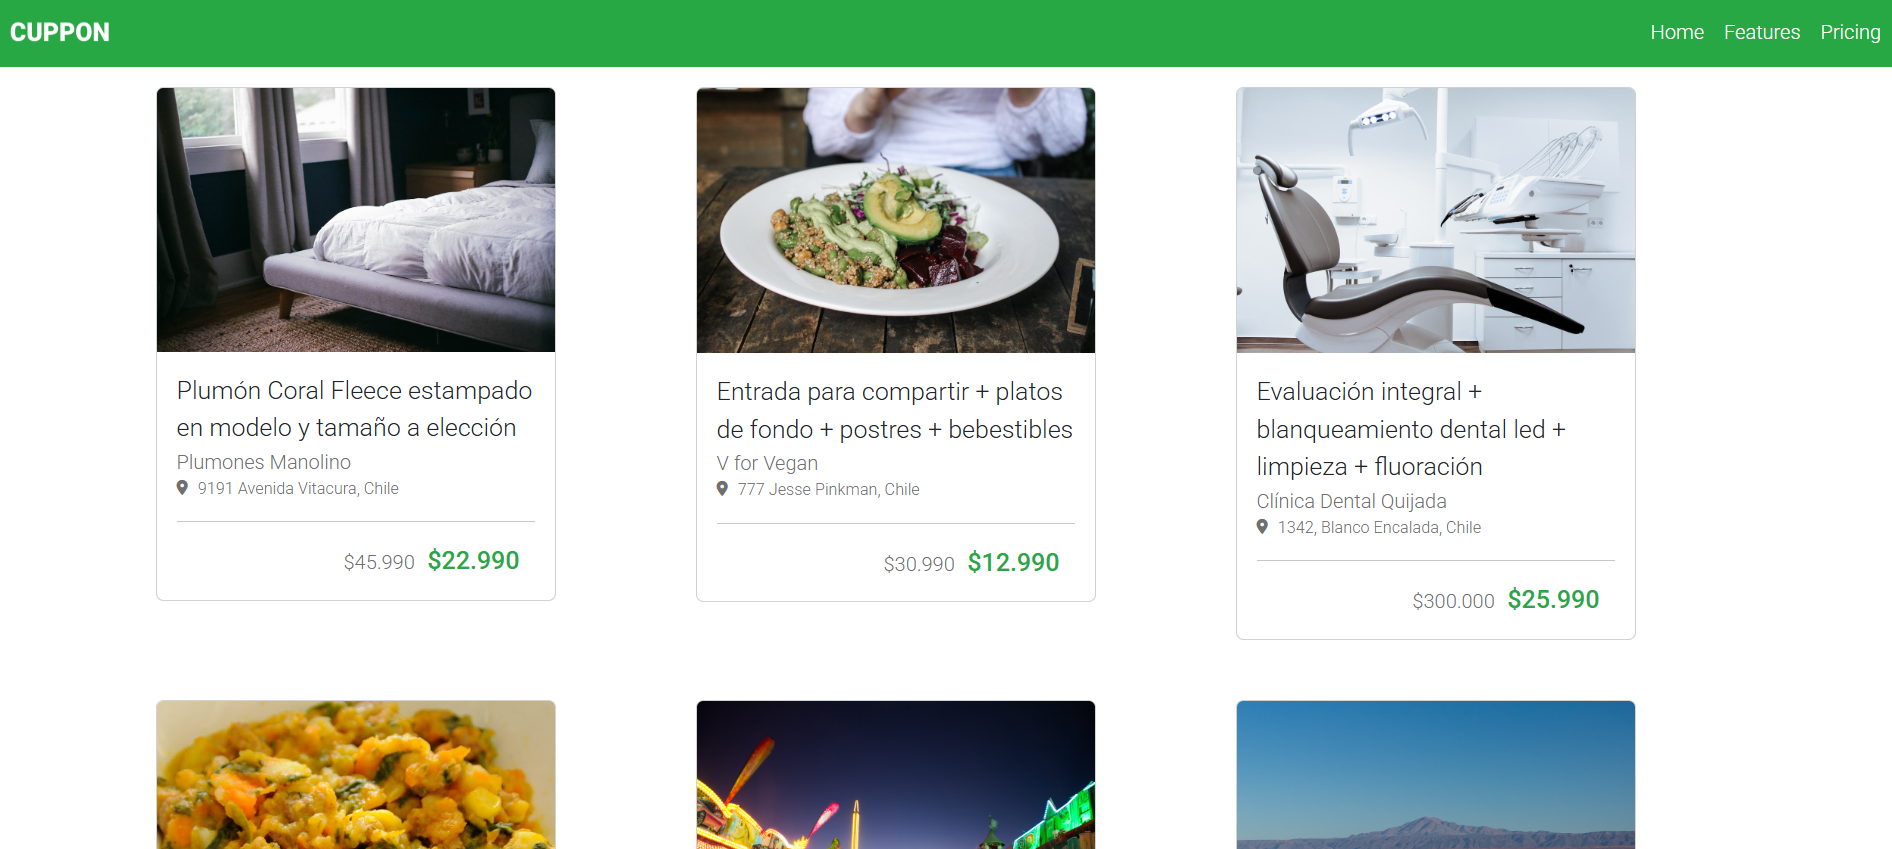 CUPPON
Home Features Pricing
Plumón Coral Fleece estampado
en modelo y tamaño a elección
Plumones Manolino
9191 Avenida Vitacura, Chile
$45.990 $22.990
Entrada para compartir + platos
de fondo + postres + bebestibles
V for Vegan
777 Jesse Pinkman, Chile
$30.990 $12.990
Evaluación integral +
blanqueamiento dental led +
limpieza + fluoración
Clínica Dental Quijada
1342, Blanco Encalada, Chile
$300.000 $25.990